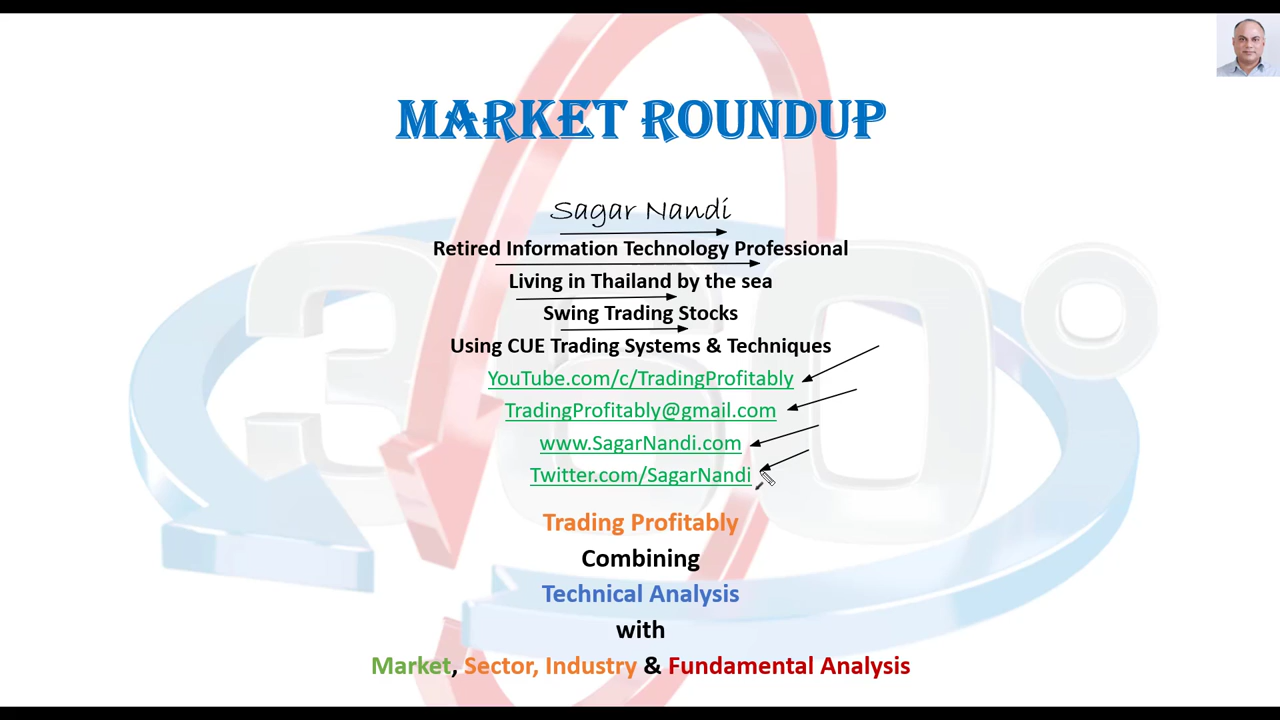 MARKET ROUNDUP
Sagar Nandi
Retired Information Technology Professional
Living in Thailand by the sea
Swing Trading Stocks
Using CUE Trading Systems & Techniques
YouTube.com/c/TradingProfitably
TradingProfitably@gmail.com
www.SagarNandi.com
Twitter.com/SagarNandi
Trading Profitably
Combining
Technical Analysis
with
Market, Sector, Industry & Fundamental Analysis
360°